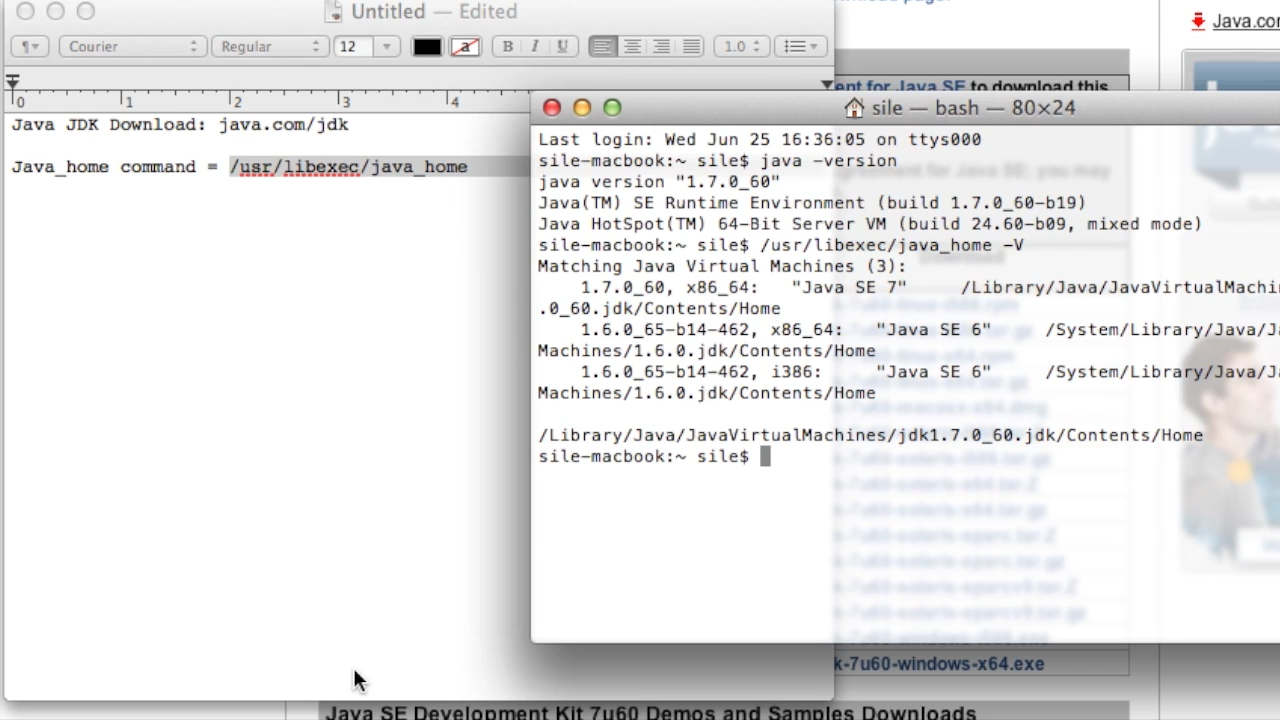 Untitled — Edited
Courier
Regular
12
a
B I U
1.0
0 1 2 3 4
Java JDK Download: java.com/jdk
Java_home command = /usr/libexec/java_home
Java.co
ent for Java SE to download this
sile — bash — 80×24
Last login: Wed Jun 25 16:36:05 on ttys000
sile-macbook:~ sile$ java -version
java version "1.7.0_60"
Java(TM) SE Runtime Environment (build 1.7.0_60-b19)
Java HotSpot(TM) 64-Bit Server VM (build 24.60-b09, mixed mode)
sile-macbook:~ sile$ /usr/libexec/java_home -V
Matching Java Virtual Machines (3):
1.7.0_60, x86_64: "Java SE 7" /Library/Java/JavaVirtualMachin
.0_60.jdk/Contents/Home
1.6.0_65-b14-462, x86_64: "Java SE 6" /System/Library/Java/Ja
Machines/1.6.0.jdk/Contents/Home
1.6.0_65-b14-462, i386: "Java SE 6" /System/Library/Java/Ja
Machines/1.6.0.jdk/Contents/Home
/Library/Java/JavaVirtualMachines/jdk1.7.0_60.jdk/Contents/Home
sile-macbook:~ sile$
k-7u60-windows-x64.exe
Java SE Development Kit 7u60 Demos and Samples Downloads